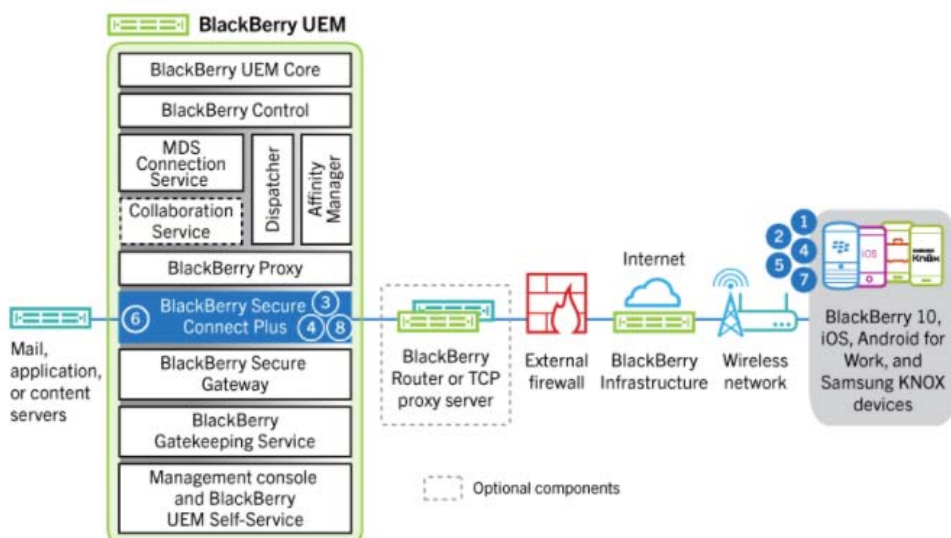 BlackBerry UEM
BlackBerry UEM Core
BlackBerry Control
MDS
Connection
Service
Collaboration
Service
Dispatcher
Affinity
Manager
BlackBerry Proxy
6
BlackBerry Secure
Connect Plus
3
4
8
BlackBerry Secure
Gateway
BlackBerry
Gatekeeping Service
Management console
and BlackBerry
UEM Self-Service
Mail,
application,
or content
servers
BlackBerry
Router or TCP
proxy server
External
firewall
Internet
BlackBerry
Infrastructure
Wireless
network
1
2
4
5
7
iOS
SAMSUNG
Knox
BlackBerry 10,
iOS, Android for
Work, and
Samsung KNOX
devices
Optional components